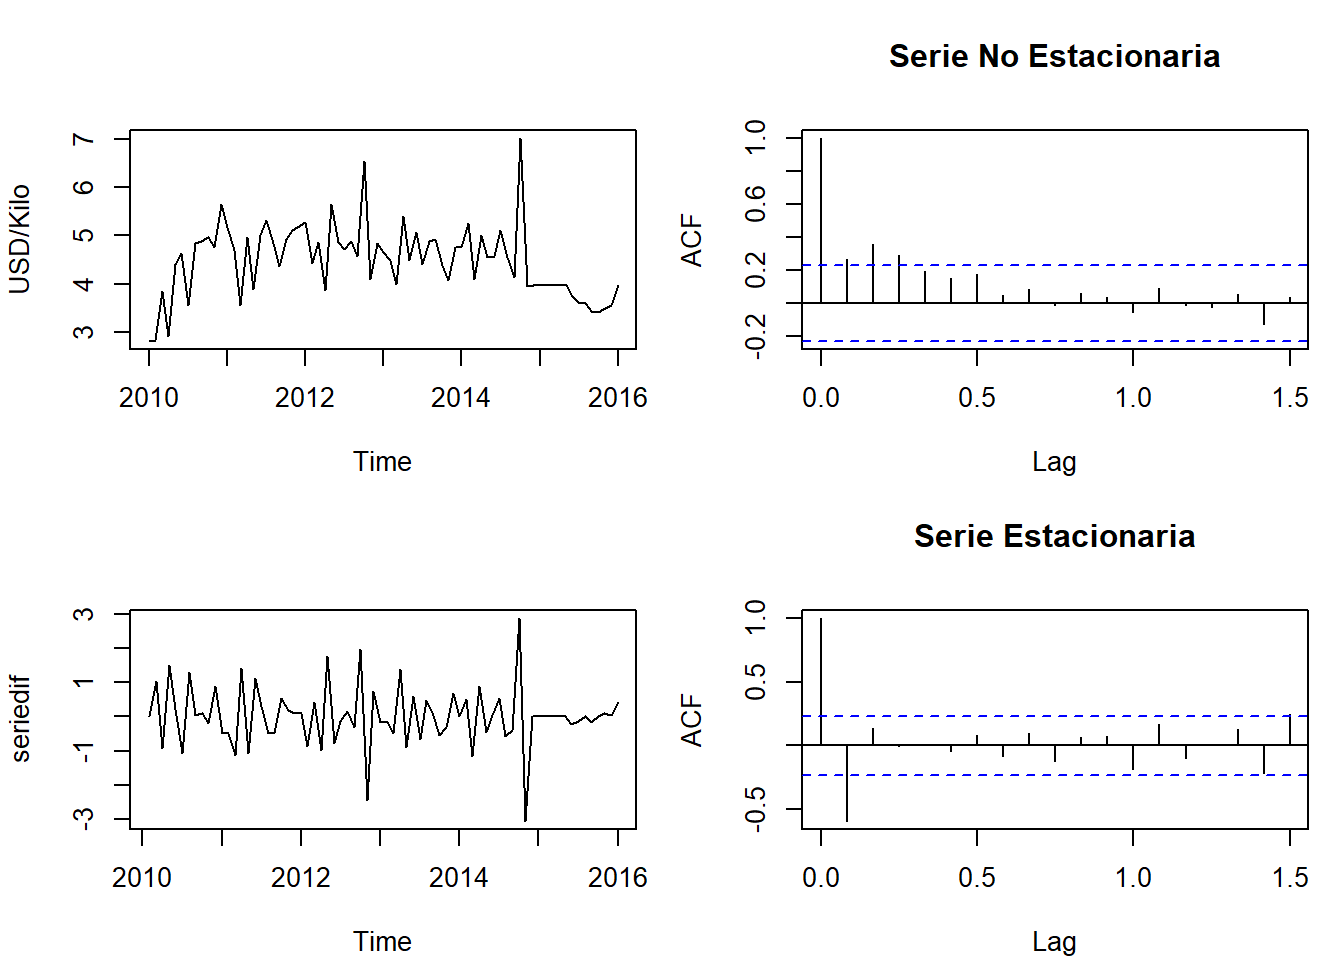 Serie No Estacionaria
USD/Kilo
7
6
5
4
3
2010 2012 2014 2016
Time
ACF
1.0
0.6
0.2
-0.2
0.0 0.5 1.0 1.5
Lag
Serie Estacionaria
seriedif
3
1
-1
-3
2010 2012 2014 2016
Time
ACF
1.0
0.5
-0.5
0.0 0.5 1.0 1.5
Lag